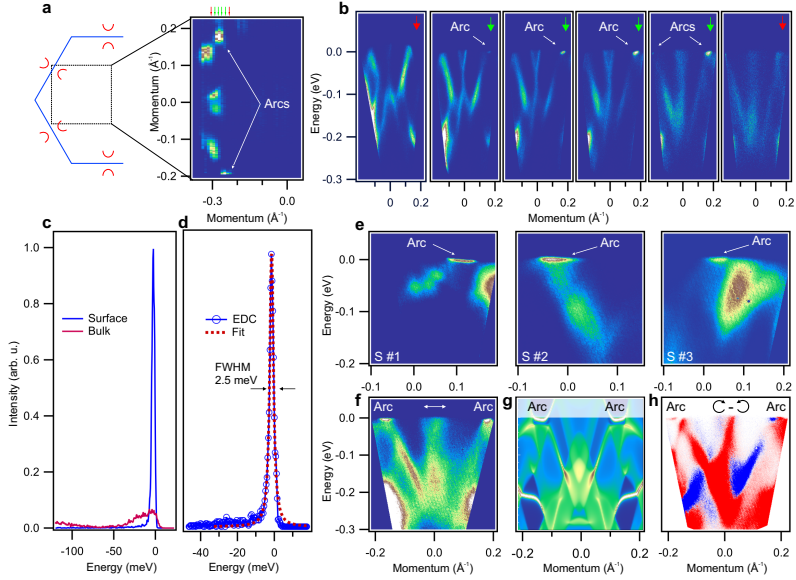 a
0.2
0.1
0.0
-0.1
-0.2
Momentum (Å⁻¹)
Arcs
-0.3
0.0
Momentum (Å⁻¹)
b
Arc
Arc
Arcs
0.0
-0.1
-0.2
-0.3
Energy (eV)
0
0.2
0
0.2
0
0.2
0
0.2
0
0.2
0
0.2
Momentum (Å⁻¹)
c
1.0
0.8
0.6
0.4
0.2
0.0
Intensity (arb. u.)
Surface
Bulk
-100
-50
0
Energy (meV)
d
EDC
Fit
FWHM
2.5 meV
-40
-20
0
Energy (meV)
e
Arc
Arc
Arc
0.0
-0.1
-0.2
Energy (eV)
S #1
S #2
S #3
-0.1
0.0
0.1
-0.1
0.0
0.1
0.0
0.1
0.2
f
Arc
Arc
0.0
-0.1
-0.2
-0.3
Energy (eV)
-0.2
0.0
0.2
g
Arc
Arc
-0.2
0.0
0.2
Momentum (Å⁻¹)
h
Arc
-
Arc
-0.2
0.0
0.2